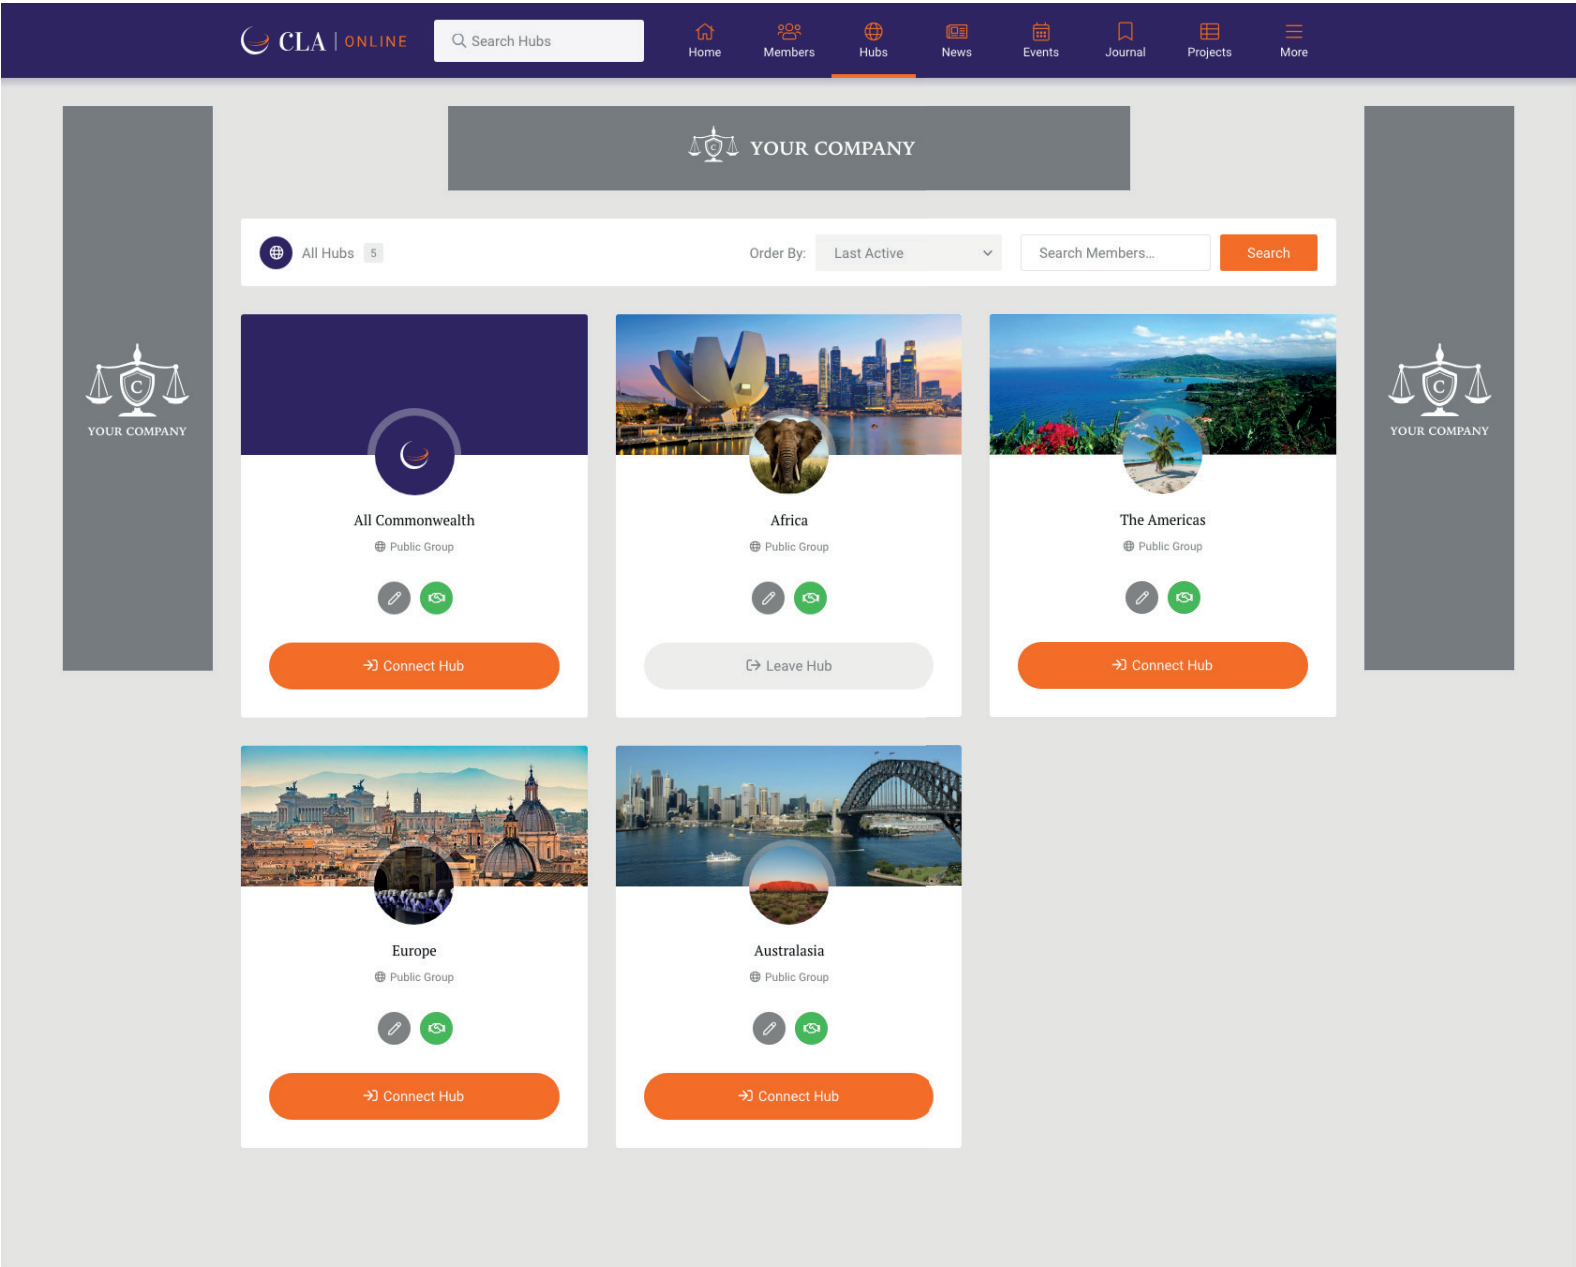 CLA | ONLINE
Search Hubs
Home
Members
Hubs
News
Events
Journal
Projects
More
C YOUR COMPANY
C
YOUR COMPANY
C
YOUR COMPANY
All Hubs 5
Order By: Last Active
Search Members...
Search
All Commonwealth
Public Group
Connect Hub
Africa
Public Group
Leave Hub
The Americas
Public Group
Connect Hub
Europe
Public Group
Connect Hub
Australasia
Public Group
Connect Hub